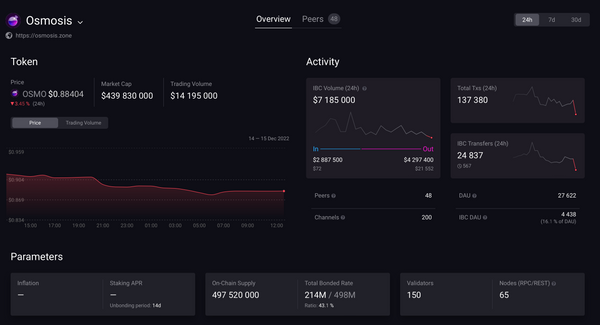 Osmosis
https://osmosis.zone
Overview
Peers 48
24h 7d 30d
Token
Price
OSMO $0.88404
3.45 % (24h)
Market Cap
$439 830 000
Trading Volume
$14 195 000
Price
Trading Volume
14 — 15 Dec 2022
$0.959
$0.904
$0.869
$0.834
15:00 17:00 19:00 21:00 23:00 01:00 03:00 05:00 07:00 09:00 12:00
Activity
IBC Volume (24h)
$7 185 000
In Out
$2 887 500 $4 297 400
$72 $21 552
Peers 48
Channels 200
Total Txs (24h)
137 380
IBC Transfers (24h)
24 837
567
DAU 27 622
IBC DAU 4 438
(16.1 % of DAU)
Parameters
Inflation
—
Staking APR
—
Unbonding period: 14d
On-Chain Supply
497 520 000
Total Bonded Rate
214M / 498M
Ratio: 43.1 %
Validators
150
Nodes (RPC/REST)
65